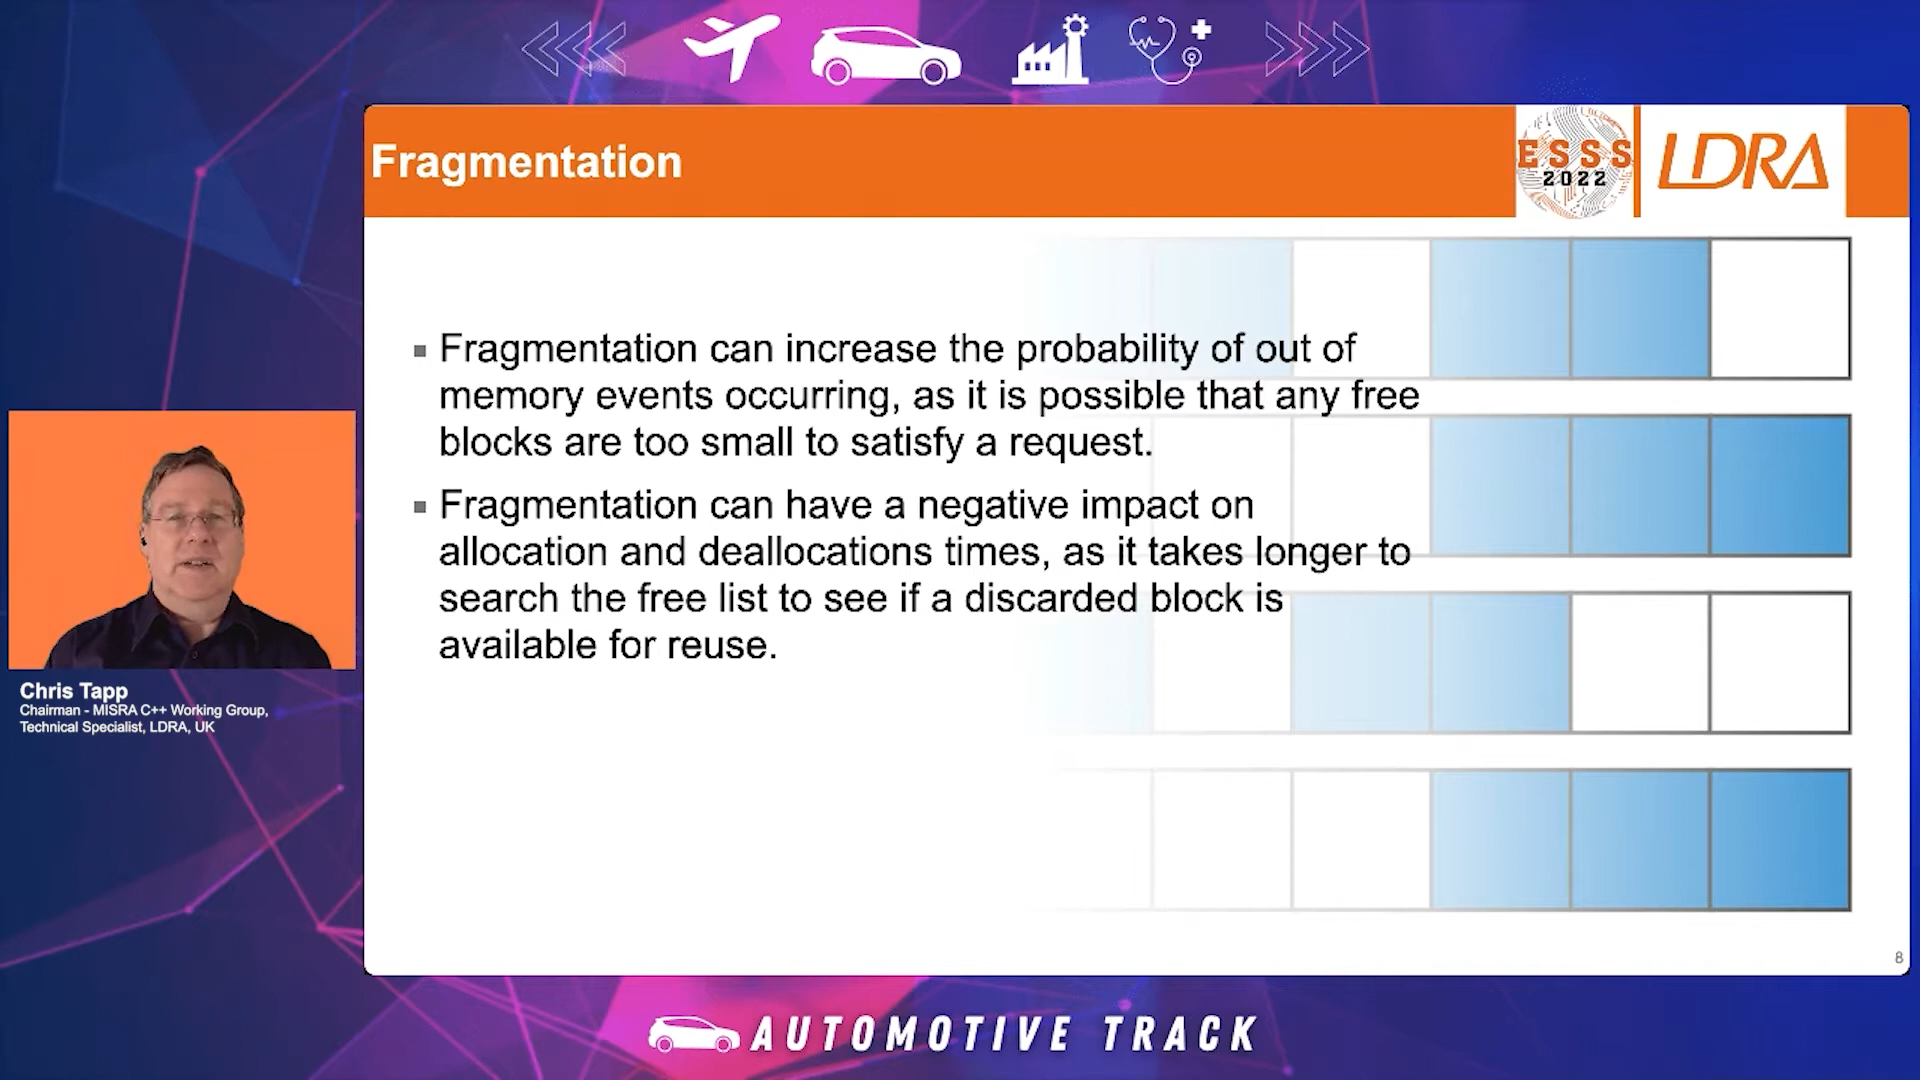 Fragmentation
ESSS
2022
LDRA
Fragmentation can increase the probability of out of
memory events occurring, as it is possible that any free
blocks are too small to satisfy a request.
Fragmentation can have a negative impact on
allocation and deallocations times, as it takes longer to
search the free list to see if a discarded block is
available for reuse.
Chris Tapp
Chairman - MISRA C++ Working Group,
Technical Specialist, LDRA, UK
8
AUTOMOTIVE TRACK